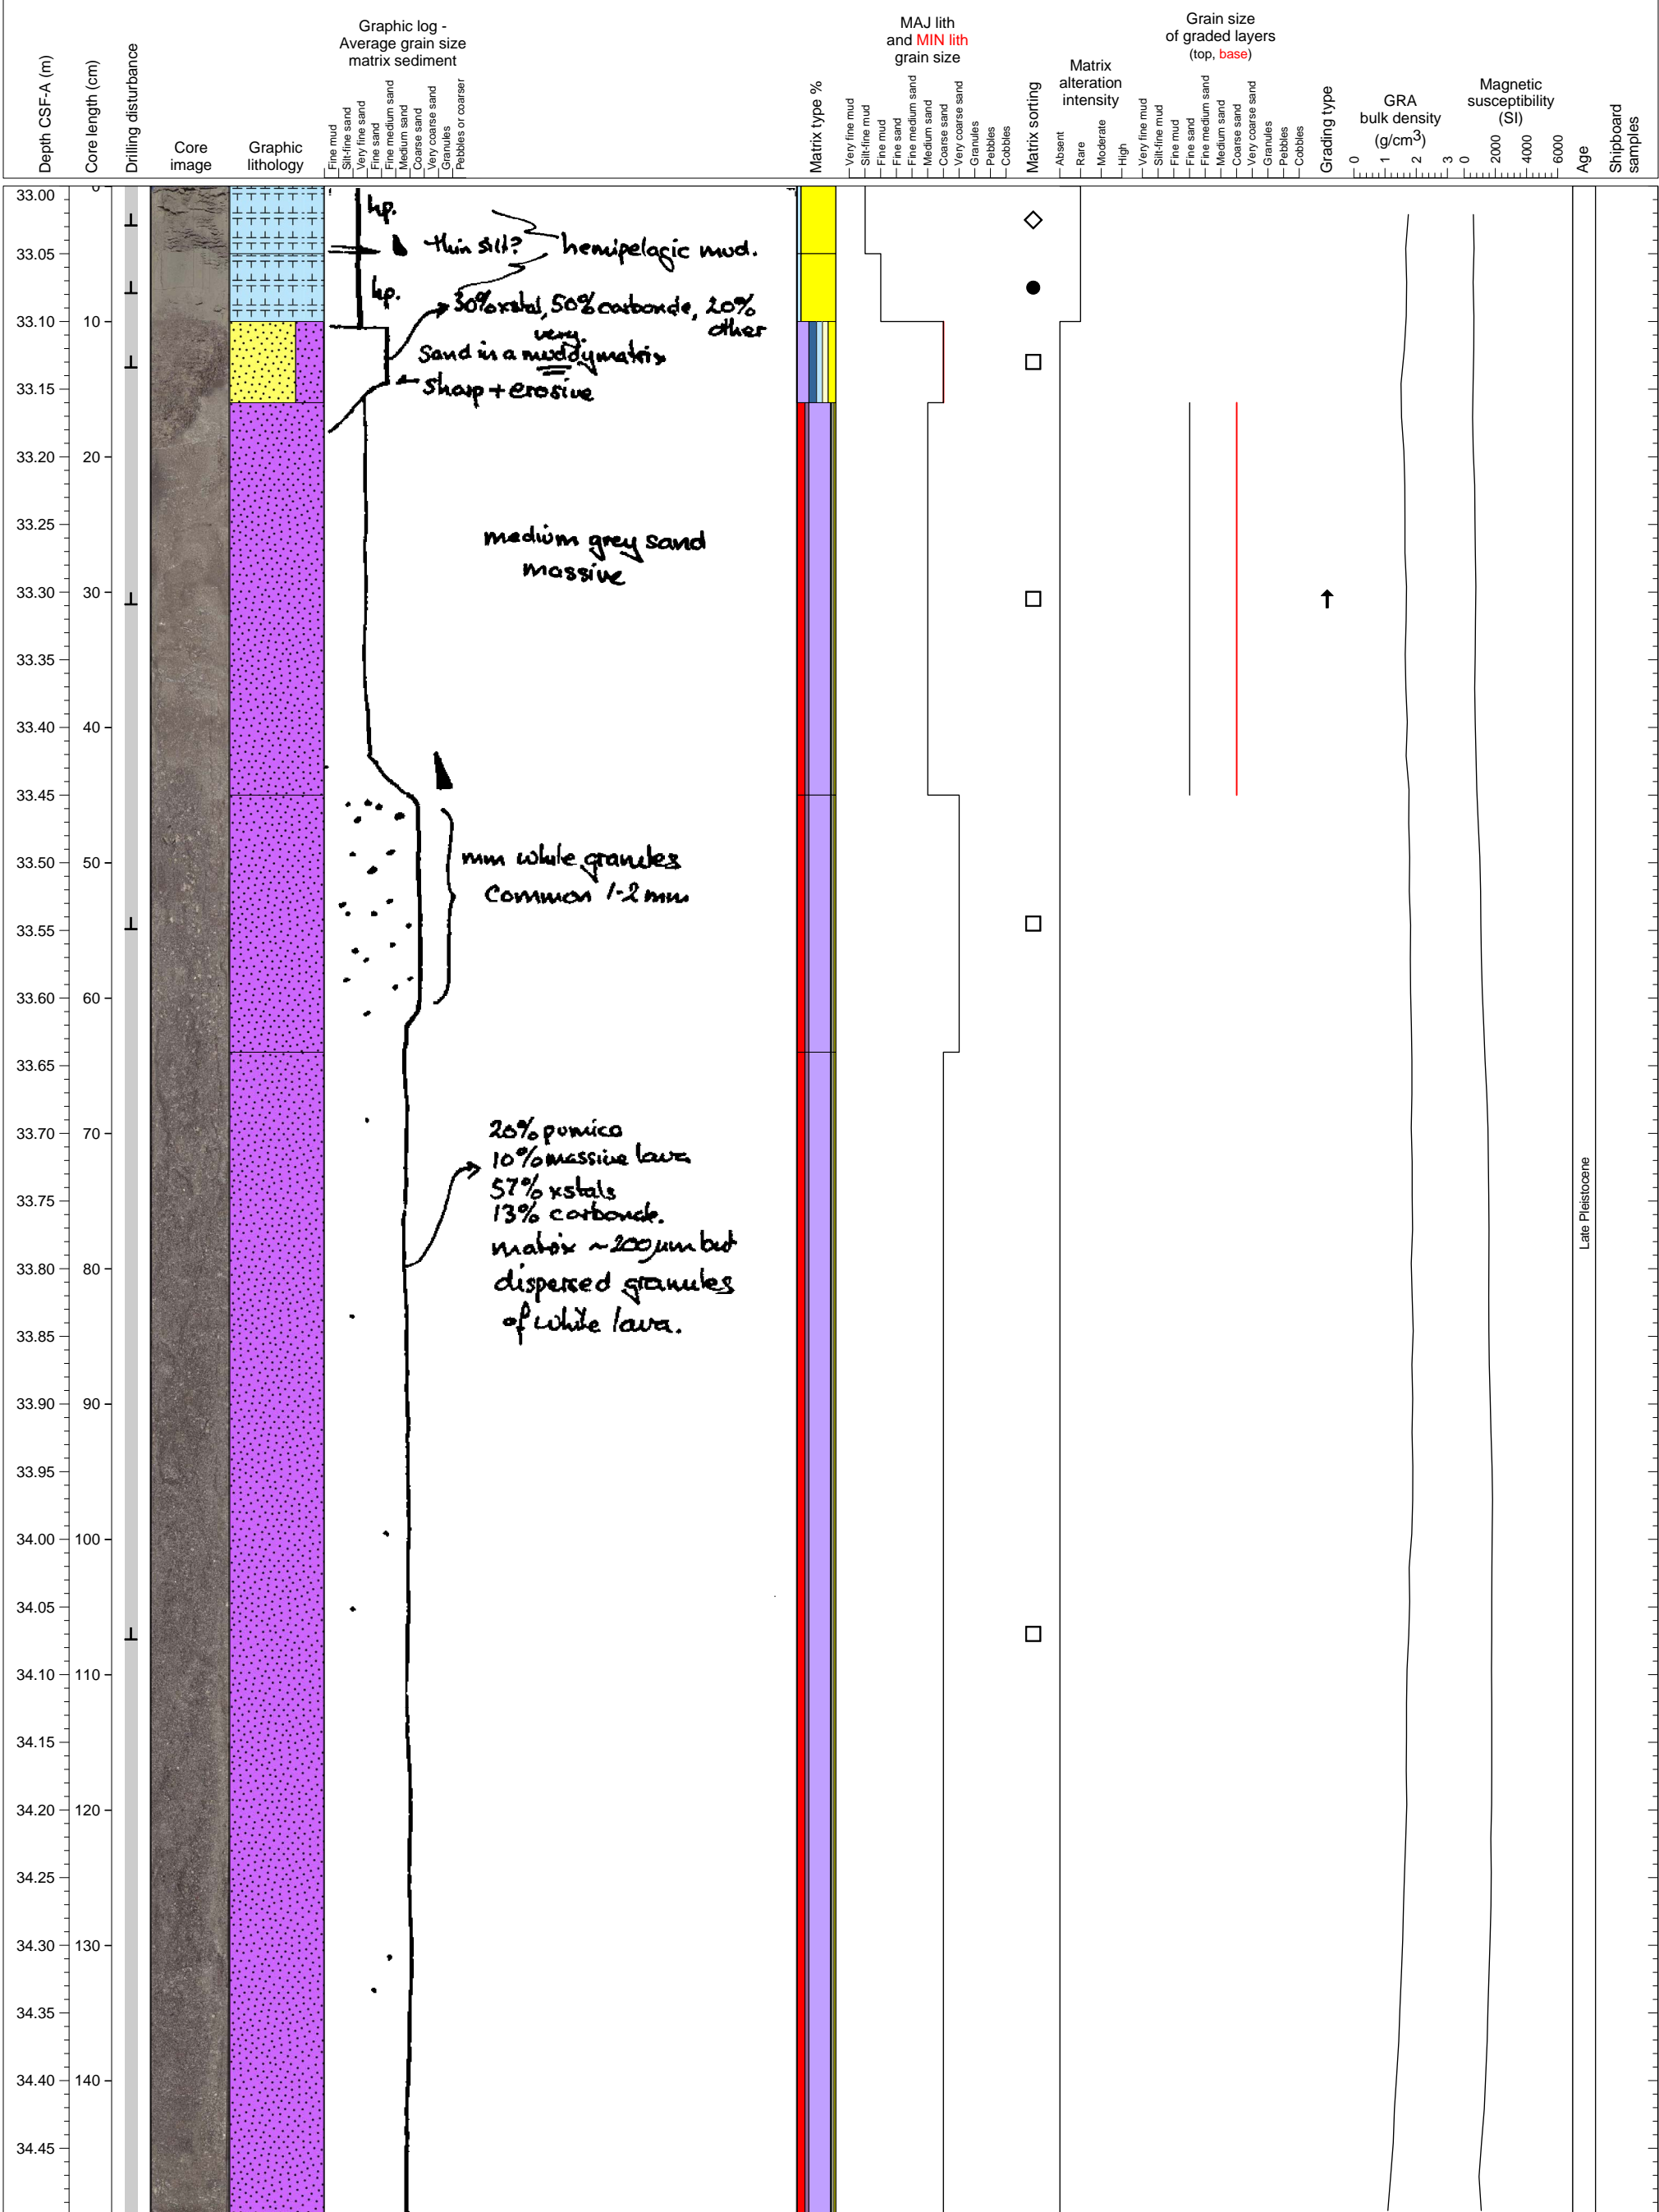 Depth CSF-A (m)
Core length (cm)
Drilling disturbance
Core
image
Graphic
lithology
Graphic log -
Average grain size
matrix sediment
Fine mud
Silt-fine sand
Very fine sand
Fine sand
Fine medium sand
Medium sand
Coarse sand
Very coarse sand
Granules
Pebbles or coarser
Matrix type %
MAJ lith
and MIN lith
grain size
Very fine mud
Silt-fine mud
Fine mud
Fine sand
Fine medium sand
Medium sand
Coarse sand
Very coarse sand
Granules
Pebbles
Cobbles
Matrix sorting
Matrix
alteration
intensity
Absent
Rare
Moderate
High
Grain size
of graded layers
(top, base)
Very fine mud
Silt-fine mud
Fine mud
Fine sand
Fine medium sand
Medium sand
Coarse sand
Very coarse sand
Granules
Pebbles
Cobbles
Grading type
GRA
bulk density
(g/cm3)
0 1 2 3
Magnetic
susceptibility
(SI)
0 2000 4000 6000
Age
Shipboard
samples
33.00 0
33.05
33.10 10
33.15
33.20 20
33.25
33.30 30
33.35
33.40 40
33.45
33.50 50
33.55
33.60 60
33.65
33.70 70
33.75
33.80 80
33.85
33.90 90
33.95
34.00 100
34.05
34.10 110
34.15
34.20 120
34.25
34.30 130
34.35
34.40 140
34.45
hp.
thin silt? hemipelagic mud.
hp.
30% xstal, 50% carbonde, 20%
other
very
Sand in a muddy matrix
Sharp + erosive
medium grey sand
massive
mm white granules
Common 1-2 mm
20% pumice
10% massive lava
57% xstals
13% carbonde.
matrix ~200 µm but
dispersed granules
of white lava.
Late Pleistocene